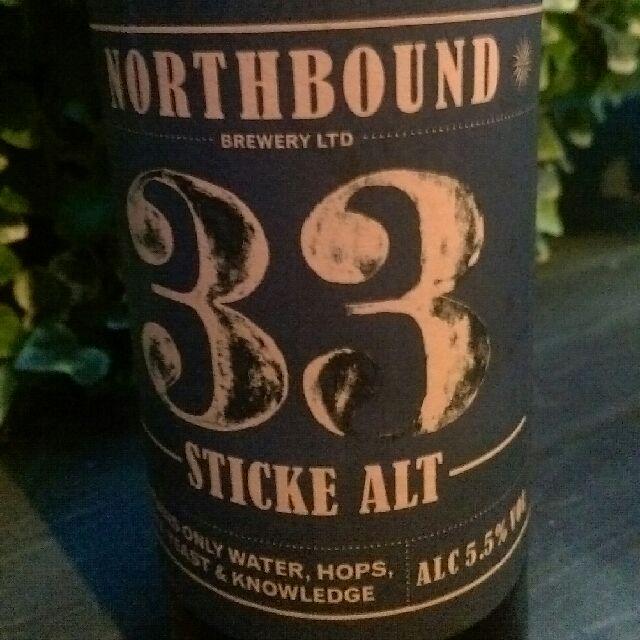 NORTHBOUND
BREWERY LTD
33
STICKE ALT
ONLY WATER, HOPS,
& KNOWLEDGE
ALC 5.5% VOL